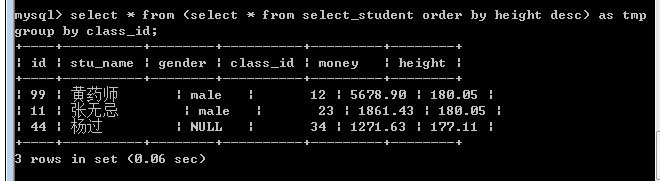 mysql> select * from (select * from select_student order by height desc) as tmp
group by class_id;
+----+----------+--------+----------+---------+--------+
| id | stu_name | gender | class_id | money   | height |
+----+----------+--------+----------+---------+--------+
| 99 | 黄药师 | male | 12 | 5678.90 | 180.05 |
| 11 | 张无忌 | male | 23 | 1861.43 | 180.05 |
| 44 | 杨过 | NULL | 34 | 1271.63 | 177.11 |
+----+----------+--------+----------+---------+--------+
3 rows in set (0.06 sec)